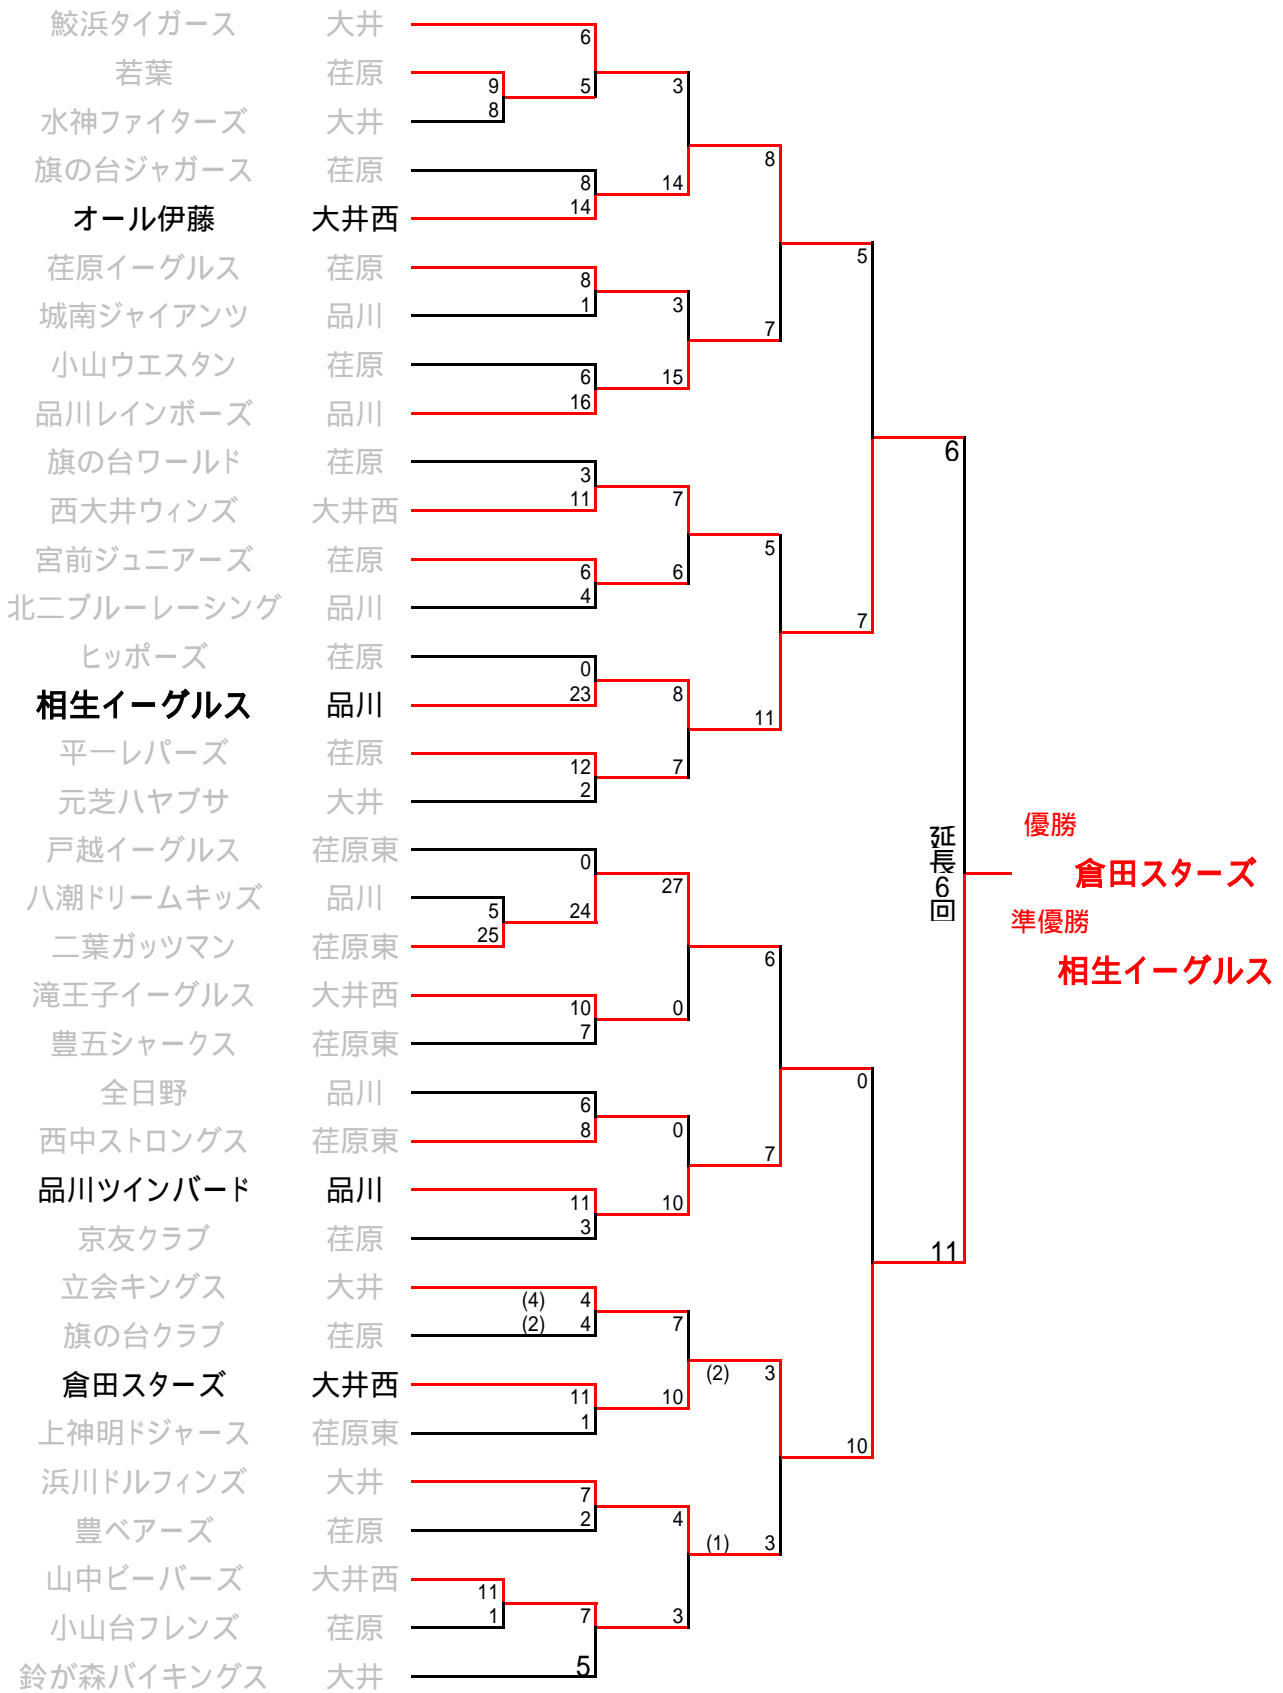 鮫浜タイガース 大井
6
若葉 荏原
9 5 3
水神ファイターズ 大井
8
8
旗の台ジャガース 荏原
8 14
オール伊藤 大井西
14
5
荏原イーグルス 荏原
8
城南ジャイアンツ 品川
1 3
7
小山ウエスタン 荏原
6 15
品川レインボーズ 品川
16
6
旗の台ワールド 荏原
3
西大井ウィンズ 大井西
11 7
5
宮前ジュニアーズ 荏原
6 6
北二ブルーレーシング 品川
4
7
ヒッポーズ 荏原
0
相生イーグルス 品川
23 8
11
平一レパーズ 荏原
12 7
元芝ハヤブサ 大井
2
優勝
延長6回
戸越イーグルス 荏原東
0
倉田スターズ
27
八潮ドリームキッズ 品川
5 24
準優勝
二葉ガッツマン 荏原東
25
6
相生イーグルス
滝王子イーグルス 大井西
10 0
豊五シャークス 荏原東
7
0
全日野 品川
6
西中ストロングス 荏原東
8 0
7
品川ツインバード 品川
11 10
京友クラブ 荏原
3
11
立会キングス 大井
(4) 4
旗の台クラブ 荏原
(2) 4 7
(2) 3
倉田スターズ 大井西
11 10
上神明ドジャース 荏原東
1
10
浜川ドルフィンズ 大井
7
豊ベアーズ 荏原
2 4
(1) 3
山中ビーバーズ 大井西
11
小山台フレンズ 荏原
1 7 3
鈴が森バイキングス 大井
5